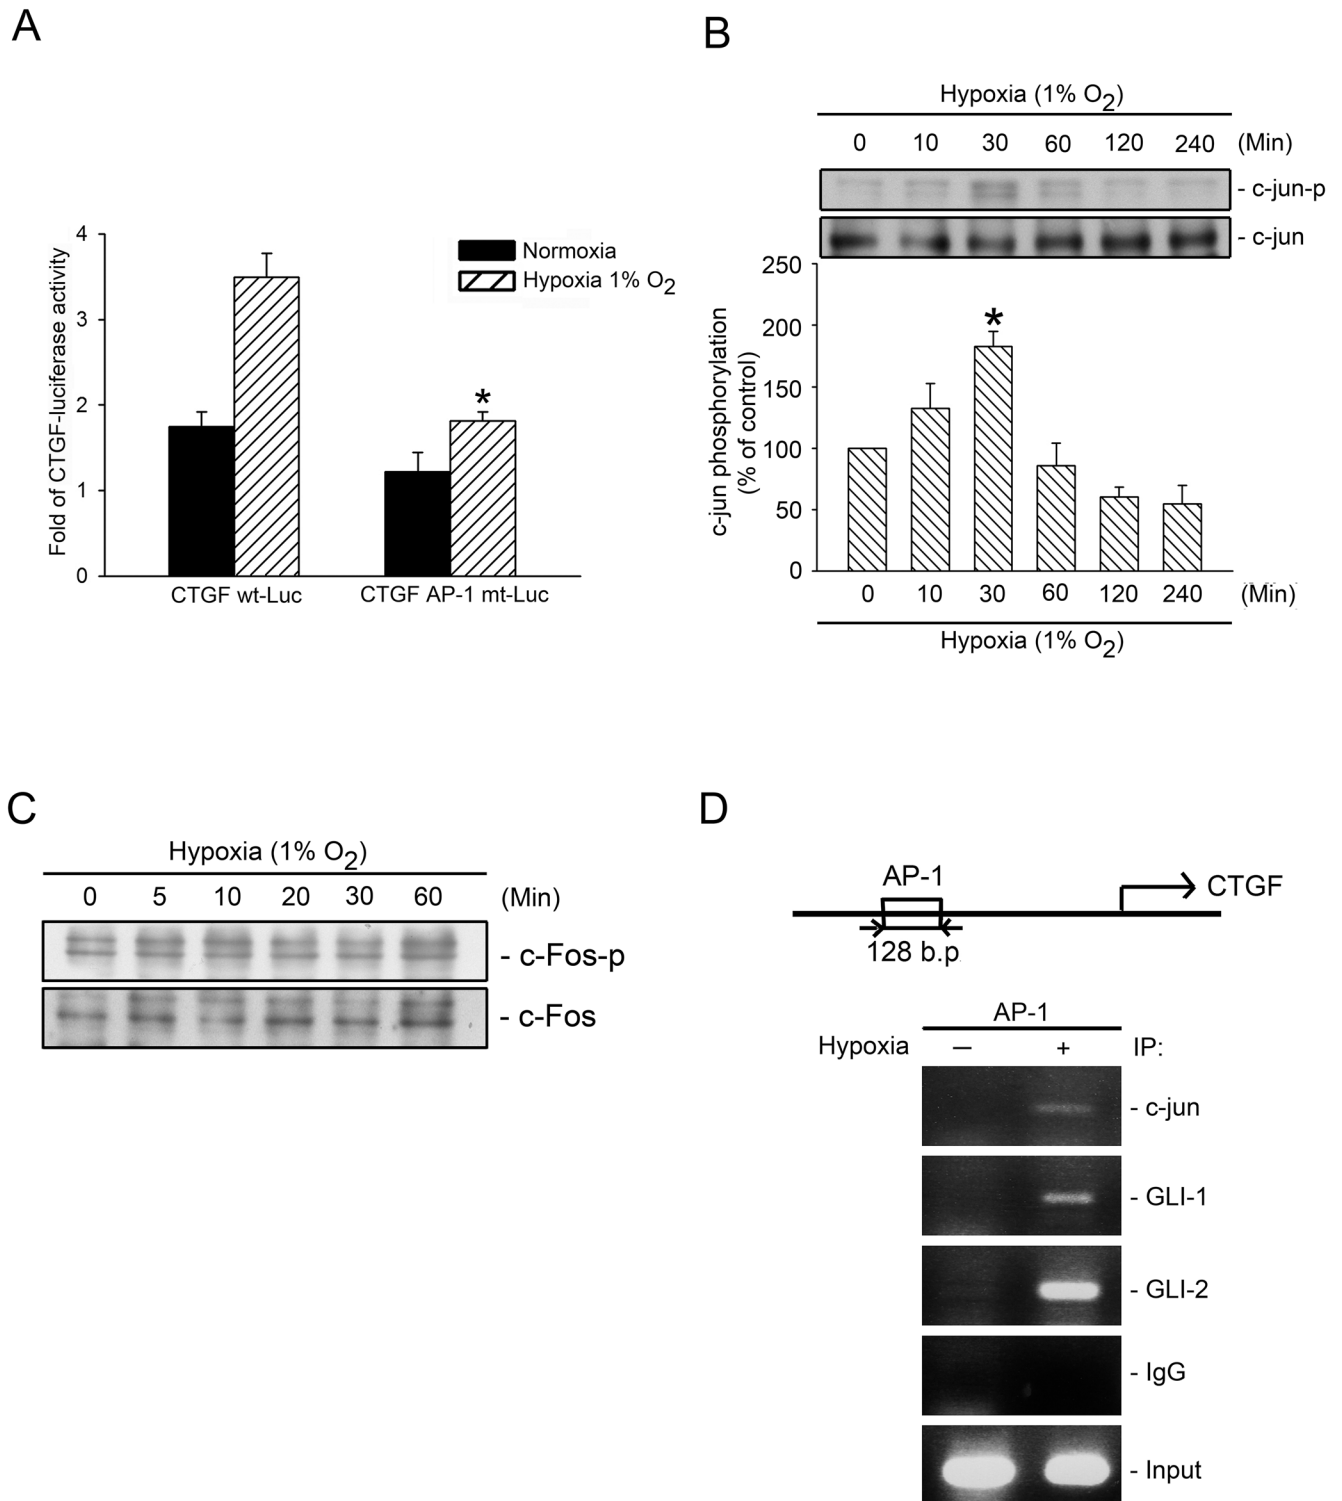 A
4
3
2
1
0
Fold of CTGF-luciferase activity
Normoxia
Hypoxia 1% O2
*
CTGF wt-Luc CTGF AP-1 mt-Luc
B
Hypoxia (1% O2)
0 10 30 60 120 240 (Min)
- c-jun-p
- c-jun
250
200
150
100
50
0
c-jun phosphorylation
(% of control)
*
0 10 30 60 120 240 (Min)
Hypoxia (1% O2)
C
Hypoxia (1% O2)
0 5 10 20 30 60 (Min)
- c-Fos-p
- c-Fos
D
AP-1
CTGF
128 b.p
AP-1
Hypoxia — + IP:
- c-jun
- GLI-1
- GLI-2
- IgG
- Input